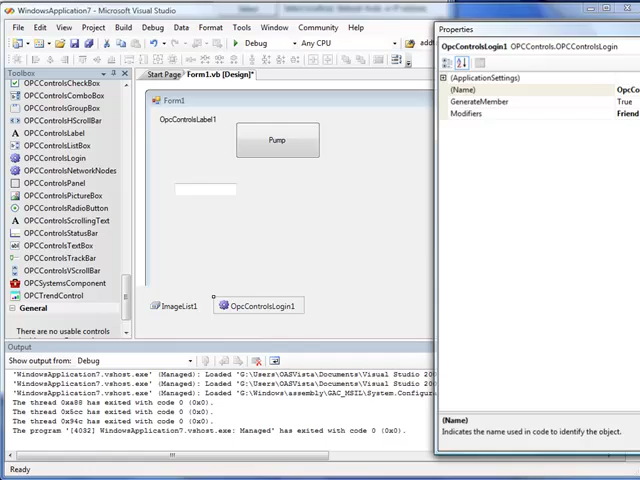 WindowsApplication7 - Microsoft Visual Studio
File Edit View Project Build Debug Data Format Tools Window Community Help
Debug Any CPU
Toolbox
OPCControlsCheckBox
OPCControlsComboBox
OPCControlsGroupBox
OPCControlsHScrollBar
OPCControlsLabel
OPCControlsListBox
OPCControlsLogin
OPCControlsNetworkNodes
OPCControlsPanel
OPCControlsPictureBox
OPCControlsRadioButton
OPCControlsScrollingText
OPCControlsStatusBar
OPCControlsTextBox
OPCControlsTrackBar
OPCControlsVScrollBar
OPCSystemsComponent
OPCTrendControl
General
There are no usable controls
Start Page Form1.vb [Design]*
Form1
OpcControlsLabel1
Pump
ImageList1
OpcControlsLogin1
Properties
OpcControlsLogin1 OPCControls.OPCControlsLogin
(ApplicationSettings)
(Name) OpcCo
GenerateMember True
Modifiers Friend
(Name)
Indicates the name used in code to identify the object.
Output
Show output from: Debug
'WindowsApplication7.vshost.exe' (Managed): Loaded 'G:\Users\OASVista\Documents\Visual Studio 200
'WindowsApplication7.vshost.exe' (Managed): Loaded 'G:\Users\OASVista\Documents\Visual Studio 200
'WindowsApplication7.vshost.exe' (Managed): Loaded 'G:\Windows\assembly\GAC_MSIL\System.Configura
The thread 0xa88 has exited with code 0 (0x0).
The thread 0x5cc has exited with code 0 (0x0).
The thread 0x94c has exited with code 0 (0x0).
The program '[4032] WindowsApplication7.vshost.exe: Managed' has exited with code 0 (0x0).
Ready